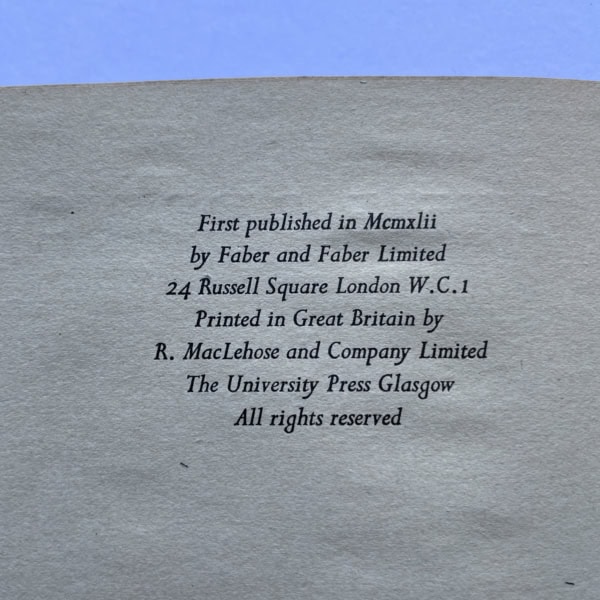 First published in Mcmxlii
by Faber and Faber Limited
24 Russell Square London W.C.1
Printed in Great Britain by
R. MacLehose and Company Limited
The University Press Glasgow
All rights reserved